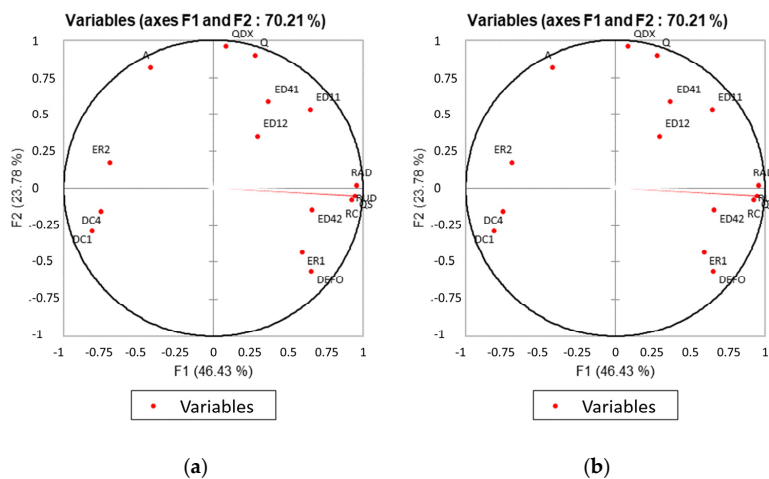 Variables (axes F1 and F2 : 70.21 %)
QDX
Q
A
ED41
ED11
ED12
ER2
RAD
RUD
QS
RC
ED42
DC4
DC1
ER1
DEFO
F2 (23.78 %)
1
0.75
0.5
0.25
0
-0.25
-0.5
-0.75
-1
-1
-0.75
-0.5
-0.25
0
0.25
0.5
0.75
1
F1 (46.43 %)
Variables
(a)
Variables (axes F1 and F2 : 70.21 %)
QDX
Q
A
ED41
ED11
ED12
ER2
RAD
RC
ED42
DC4
DC1
ER1
DEFO
F2 (23.78 %)
1
0.75
0.5
0.25
0
-0.25
-0.5
-0.75
-1
-1
-0.75
-0.5
-0.25
0
0.25
0.5
0.75
1
F1 (46.43 %)
Variables
(b)